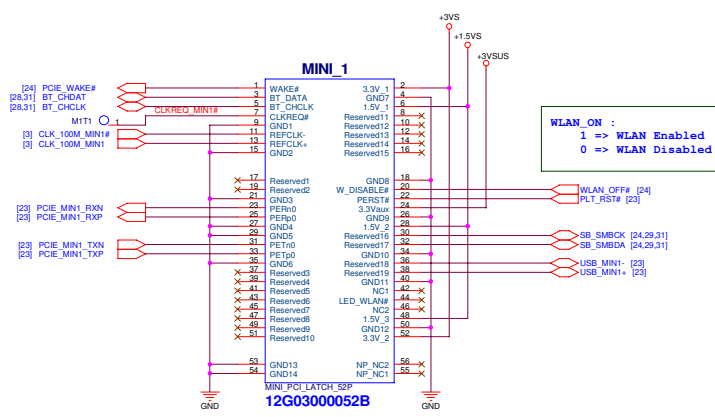 +3VS
+1.5VS
+3VSUS
MINI_1
[24] PCIE_WAKE# 1 WAKE# 3.3V_1 2
[28,31] BT_CHDAT 3 BT_DATA GND7 4
[28,31] BT_CHCLK 5 BT_CHCLK 1.5V_1 6
M1T1 1 CLKREQ_MIN1# 7 CLKREQ# Reserved11 8
9 GND1 Reserved12 10
[3] CLK_100M_MIN1# 11 REFCLK- Reserved13 12
[3] CLK_100M_MIN1 13 REFCLK+ Reserved14 14
15 GND2 Reserved15 16
WLAN_ON :
1 => WLAN Enabled
0 => WLAN Disabled
17 Reserved1 GND8 18
19 Reserved2 W_DISABLE# 20 WLAN_OFF# [24]
21 GND3 PERST# 22 PLT_RST# [23]
[23] PCIE_MIN1_RXN 23 PERn0 3.3Vaux 24
[23] PCIE_MIN1_RXP 25 PERp0 GND9 26
27 GND4 1.5V_2 28
29 GND5 Reserved16 30 SB_SMBCK [24,29,31]
[23] PCIE_MIN1_TXN 31 PETn0 Reserved17 32 SB_SMBDA [24,29,31]
[23] PCIE_MIN1_TXP 33 PETp0 GND10 34
35 GND6 Reserved18 36 USB_MIN1- [23]
37 Reserved3 Reserved19 38 USB_MIN1+ [23]
39 Reserved4 GND11 40
41 Reserved5 NC1 42
43 Reserved6 LED_WLAN# 44
45 Reserved7 NC2 46
47 Reserved8 1.5V_3 48
49 Reserved9 GND12 50
51 Reserved10 3.3V_2 52
53 GND13 NP_NC2 56
54 GND14 NP_NC1 55
MINI_PCI_LATCH_52P
12G03000052B
GND
GND